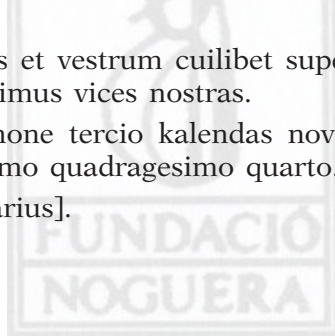 s et vestrum cuilibet supe
imus vices nostras.
none tercio kalendas nov
mo quadragesimo quarto.
arius].
FUNDACIÓ
NOGUERA